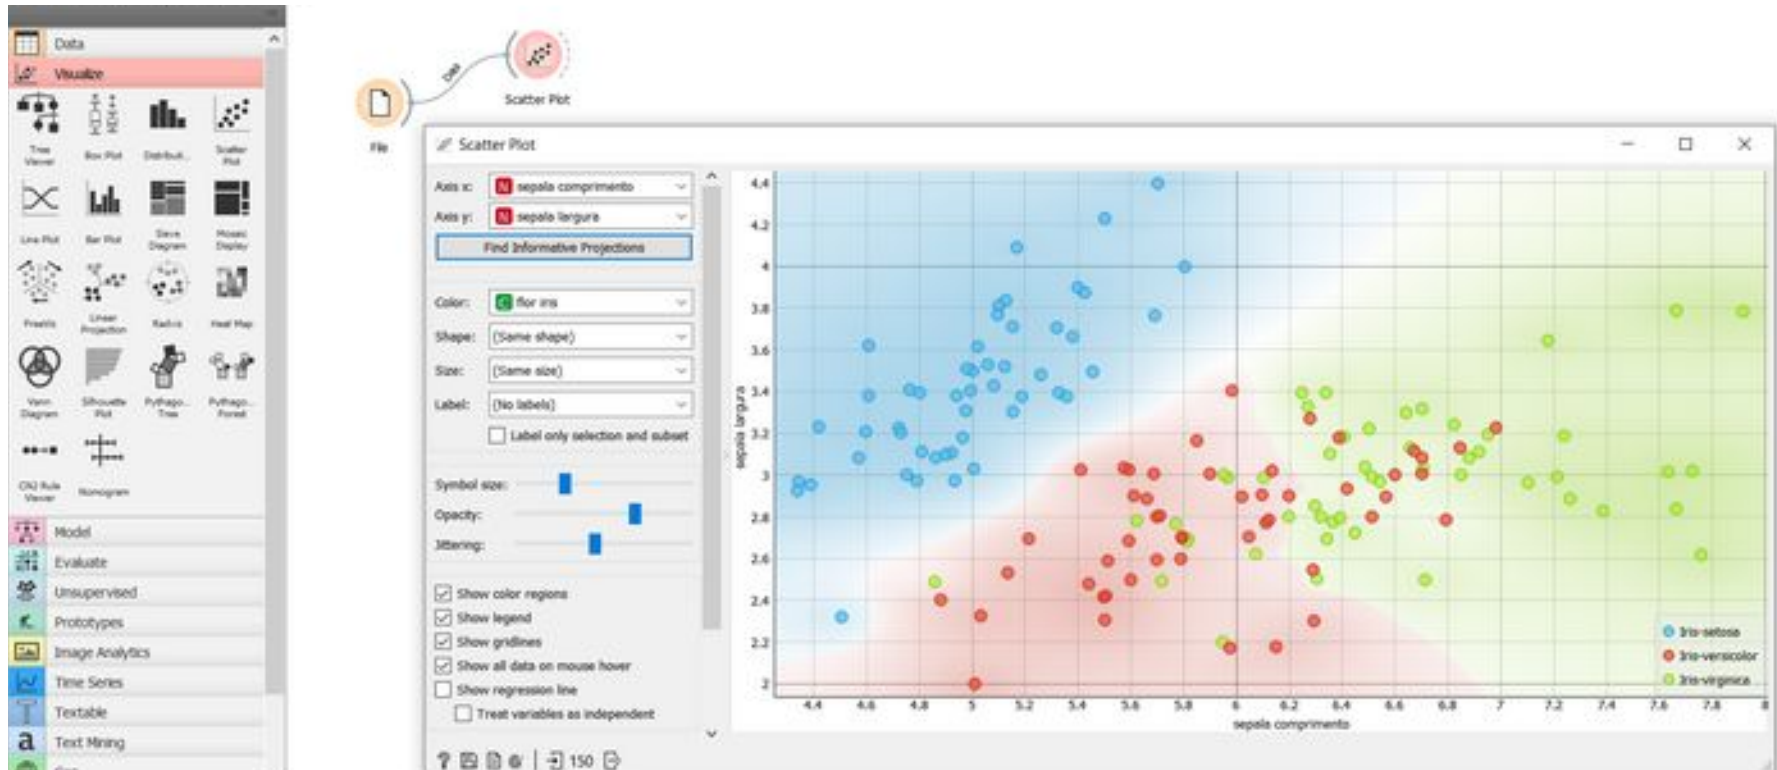 Data
Visualize
Tree Viewer
Box Plot
Distribut...
Scatter Plot
Line Plot
Bar Plot
Sieve Diagram
Mosaic Display
FreeViz
Linear Projection
Radviz
Heat Map
Venn Diagram
Silhouette Plot
Pythago... Tree
Pythago... Forest
CN2 Rule Viewer
Nomogram
Model
Evaluate
Unsupervised
Prototypes
Image Analytics
Time Series
Textable
Text Mining
File
Data
Scatter Plot
Scatter Plot
Axis x: N sepala comprimento
Axis y: N sepala largura
Find Informative Projections
Color: C flor iris
Shape: (Same shape)
Size: (Same size)
Label: (No labels)
Label only selection and subset
Symbol size:
Opacity:
Jittering:
Show color regions
Show legend
Show gridlines
Show all data on mouse hover
Show regression line
Treat variables as independent
? 150
sepala largura
4.4
4.2
4
3.8
3.6
3.4
3.2
3
2.8
2.6
2.4
2.2
2
4.4 4.6 4.8 5 5.2 5.4 5.6 5.8 6 6.2 6.4 6.6 6.8 7 7.2 7.4 7.6 7.8 8
sepala comprimento
Iris-setosa
Iris-versicolor
Iris-virginica